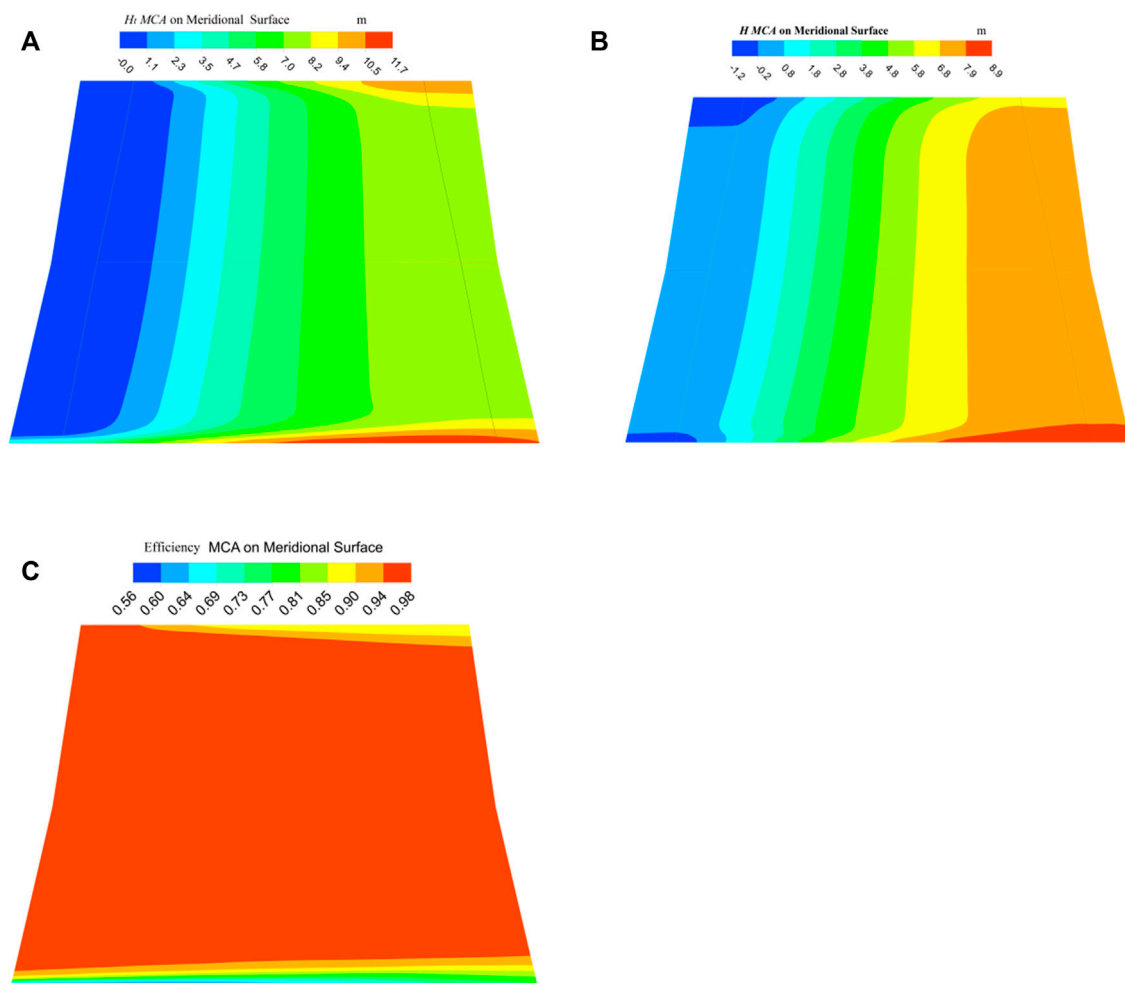 A
Ht MCA on Meridional Surface m
-0.0 1.1 2.3 3.5 4.7 5.8 7.0 8.2 9.4 10.5 11.7
B
H MCA on Meridional Surface m
-1.2 -0.2 0.8 1.8 2.8 3.8 4.8 5.8 6.8 7.9 8.9
C
Efficiency MCA on Meridional Surface
0.56 0.60 0.64 0.69 0.73 0.77 0.81 0.85 0.90 0.94 0.98